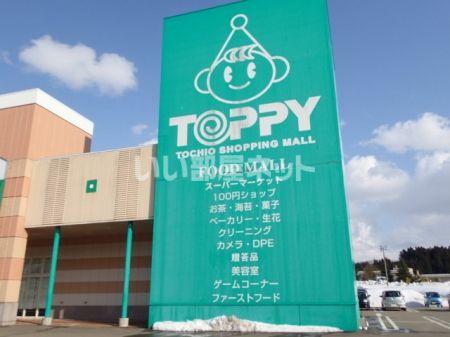 TOPPY
TOCHIO SHOPPING MALL
FOOD MALL
いい部屋ネット
スーパーマーケット
100円ショップ
お茶・海苔・菓子
ベーカリー・生花
クリーニング
カメラ・DPE
贈答品
美容室
ゲームコーナー
ファーストフード